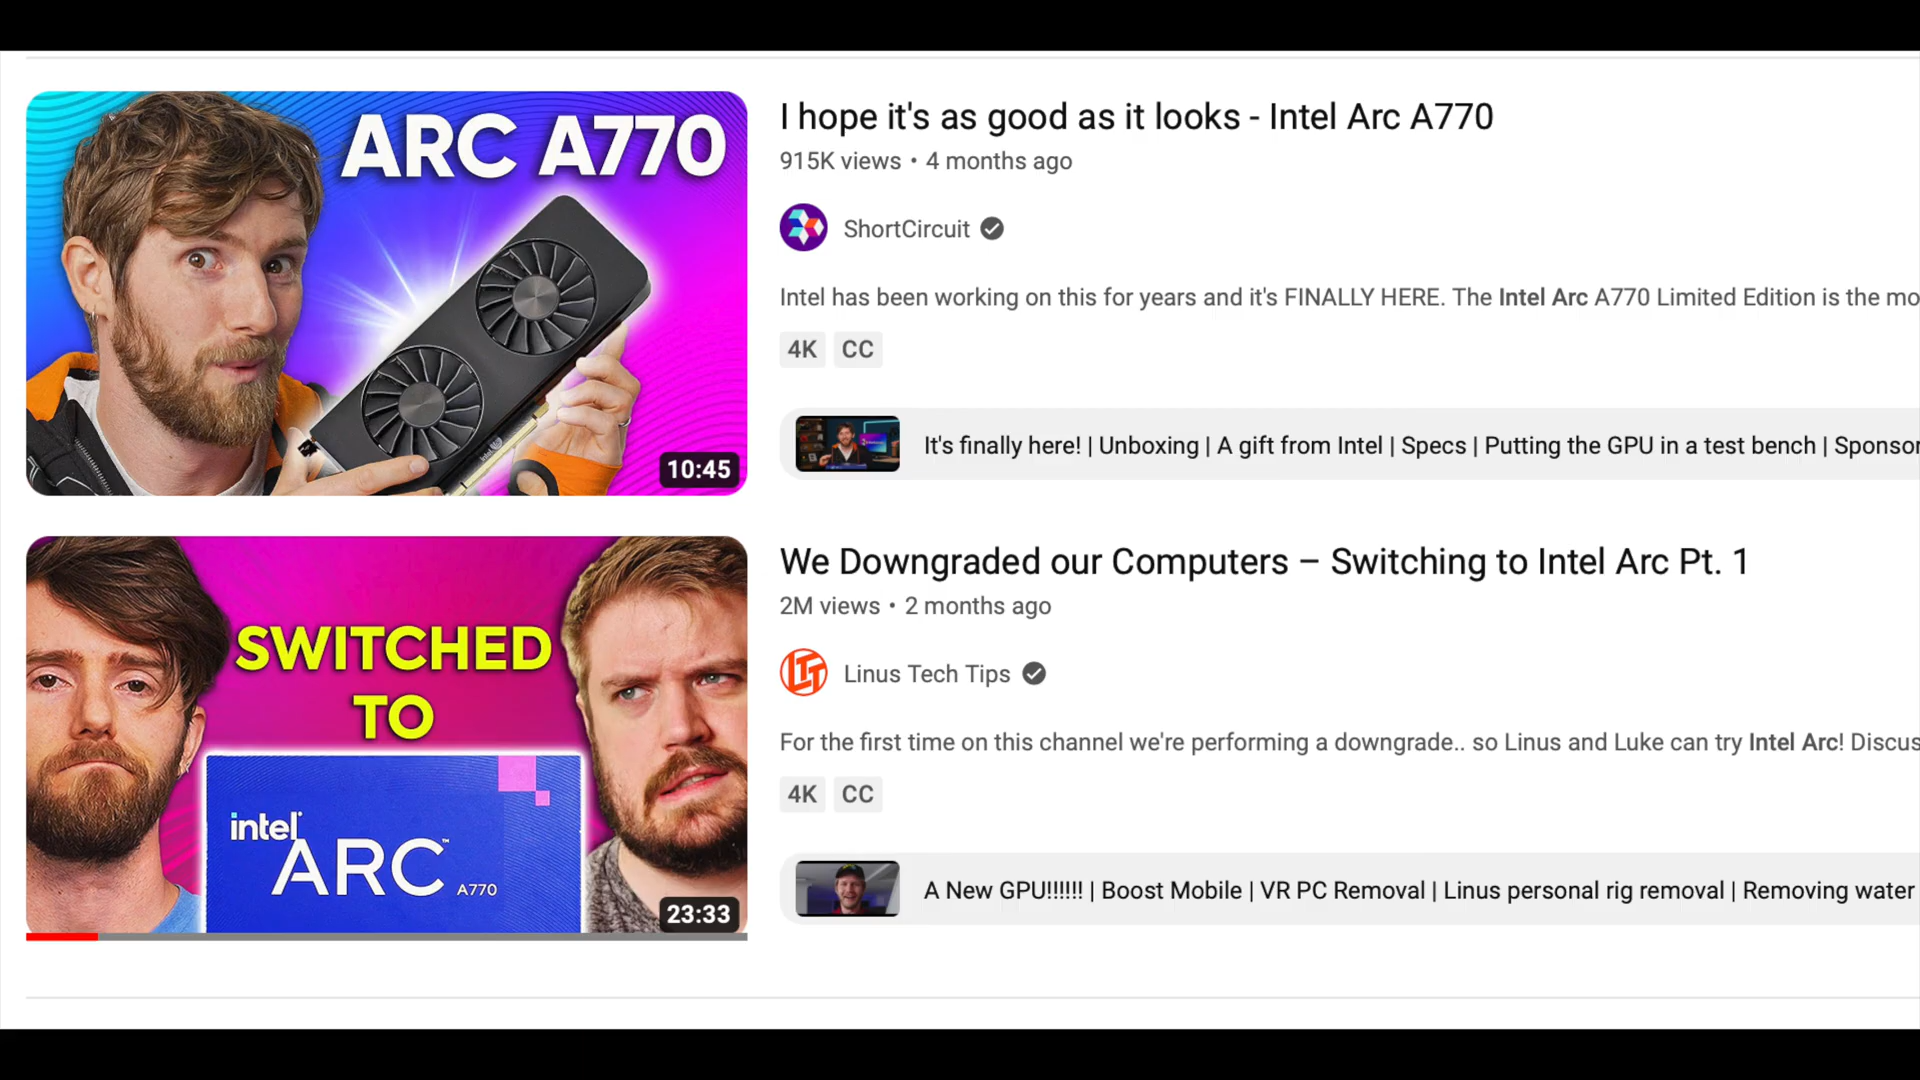 ARC A770
10:45
I hope it's as good as it looks - Intel Arc A770
915K views • 4 months ago
ShortCircuit
Intel has been working on this for years and it's FINALLY HERE. The Intel Arc A770 Limited Edition is the mo
4K CC
It's finally here! | Unboxing | A gift from Intel | Specs | Putting the GPU in a test bench | Sponsor
SWITCHED
TO
intel
ARC™ A770
23:33
We Downgraded our Computers – Switching to Intel Arc Pt. 1
2M views • 2 months ago
LTT
Linus Tech Tips
For the first time on this channel we're performing a downgrade.. so Linus and Luke can try Intel Arc! Discus
4K CC
A New GPU!!!!!! | Boost Mobile | VR PC Removal | Linus personal rig removal | Removing water